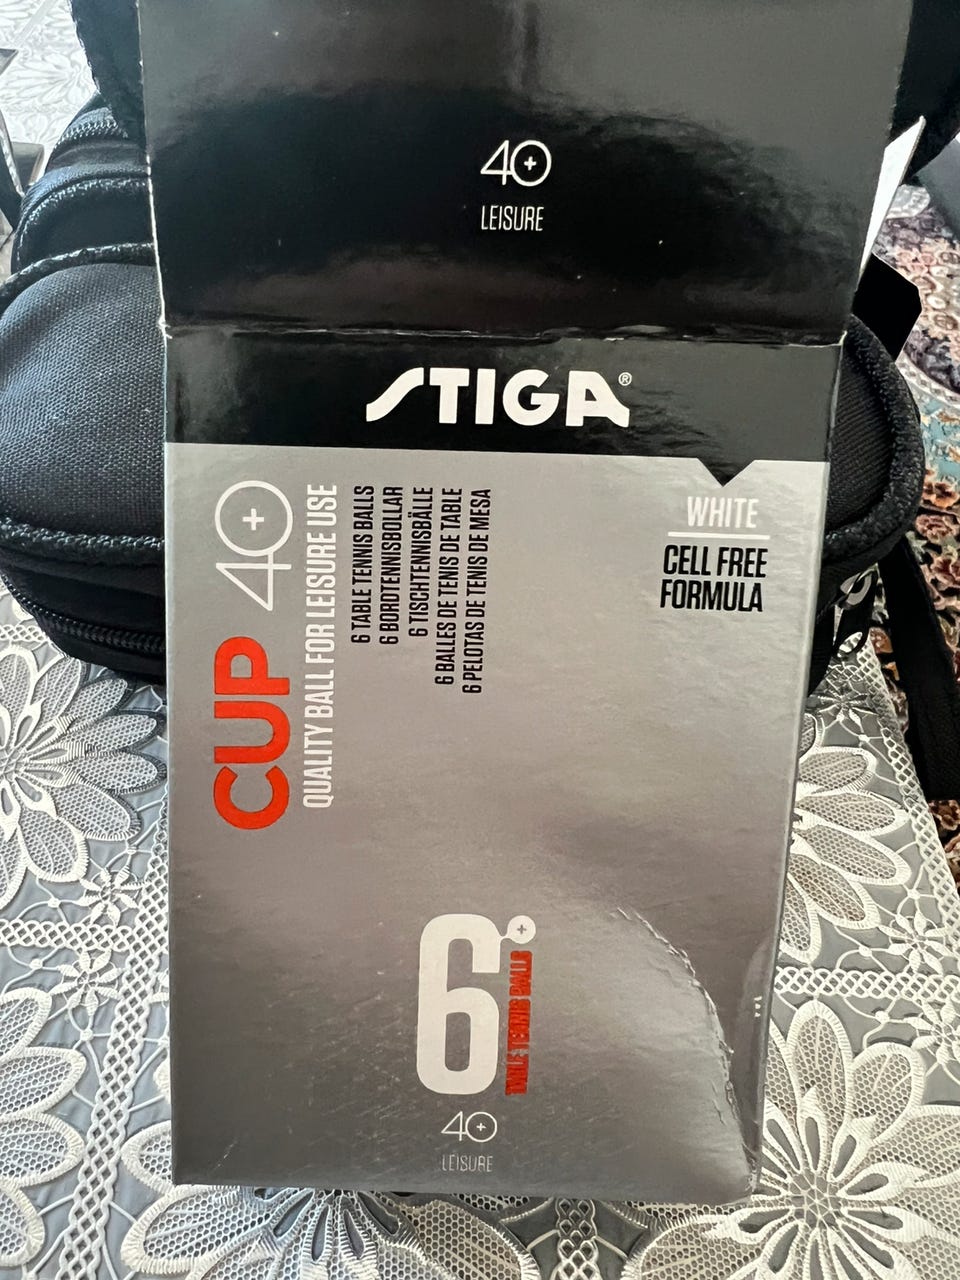 40+
LEISURE
STIGA®
WHITE
CELL FREE
FORMULA
CUP 40+
QUALITY BALL FOR LEISURE USE
6 TABLE TENNIS BALLS
6 BORDTENNISBOLLAR
6 TISCHTENNISBÄLLE
6 BALLES DE TENIS DE TABLE
6 PELOTAS DE TENIS DE MESA
6+
TABLE TENNIS BALLS
40+
LEISURE